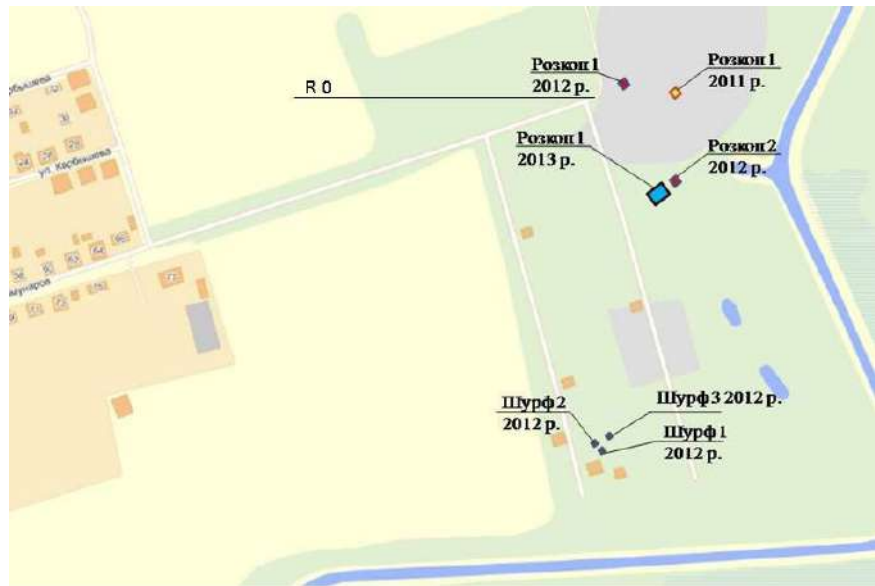 Розкоп 1
2012 р.
Розкоп 1
2011 р.
R 0
Розкоп 1
2013 р.
Розкоп 2
2012 р.
ул. Карбышева
Шурф 2
2012 р.
Шурф 3 2012 р.
Шурф 1
2012 р.